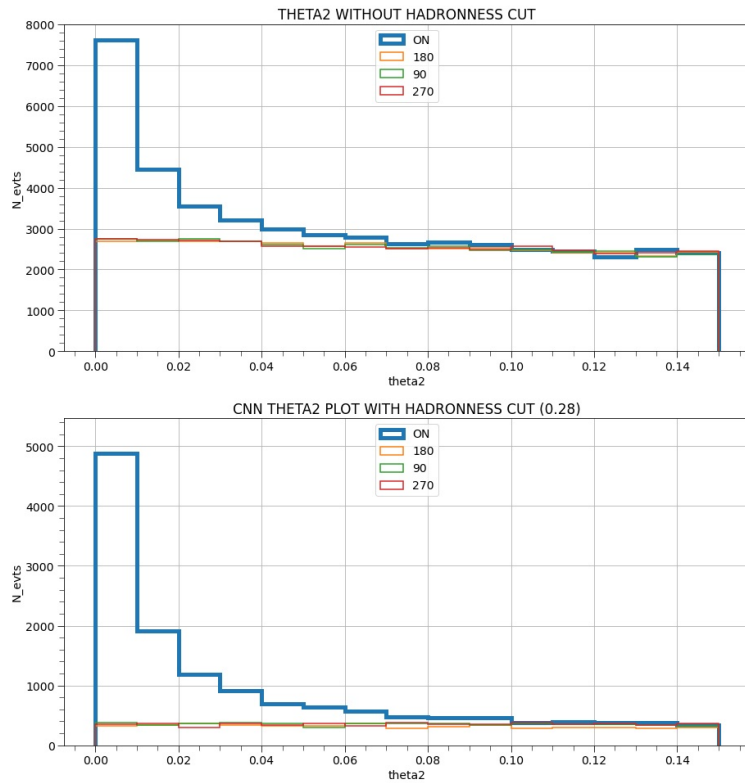 THETA2 WITHOUT HADRONNESS CUT
8000
7000
6000
5000
4000
3000
2000
1000
0
N_evts
ON
180
90
270
0.00 0.02 0.04 0.06 0.08 0.10 0.12 0.14
theta2
CNN THETA2 PLOT WITH HADRONNESS CUT (0.28)
5000
4000
3000
2000
1000
0
N_evts
ON
180
90
270
0.00 0.02 0.04 0.06 0.08 0.10 0.12 0.14
theta2